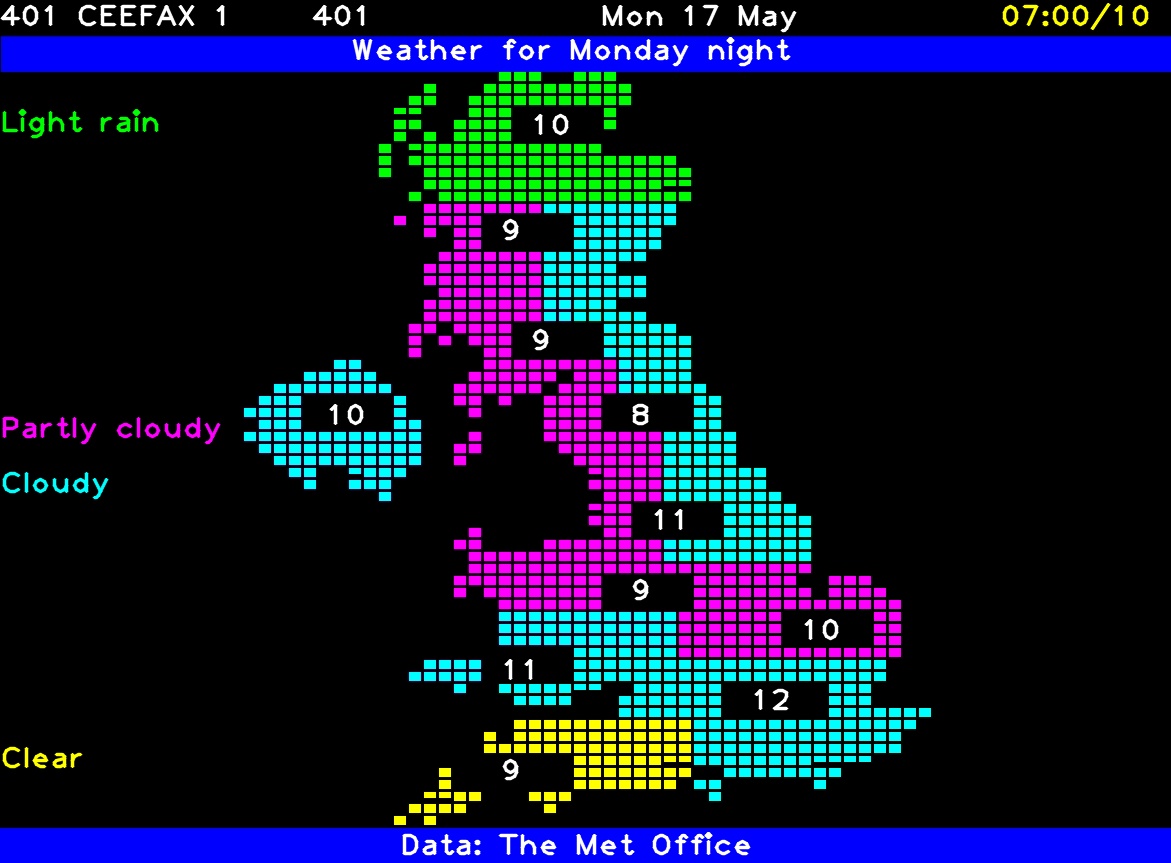 401 CEEFAX 1 401 Mon 17 May 07:00/10
Weather for Monday night
Light rain
10
9
9
10
8
Partly cloudy
Cloudy
11
9
10
11
12
Clear
9
Data: The Met Office